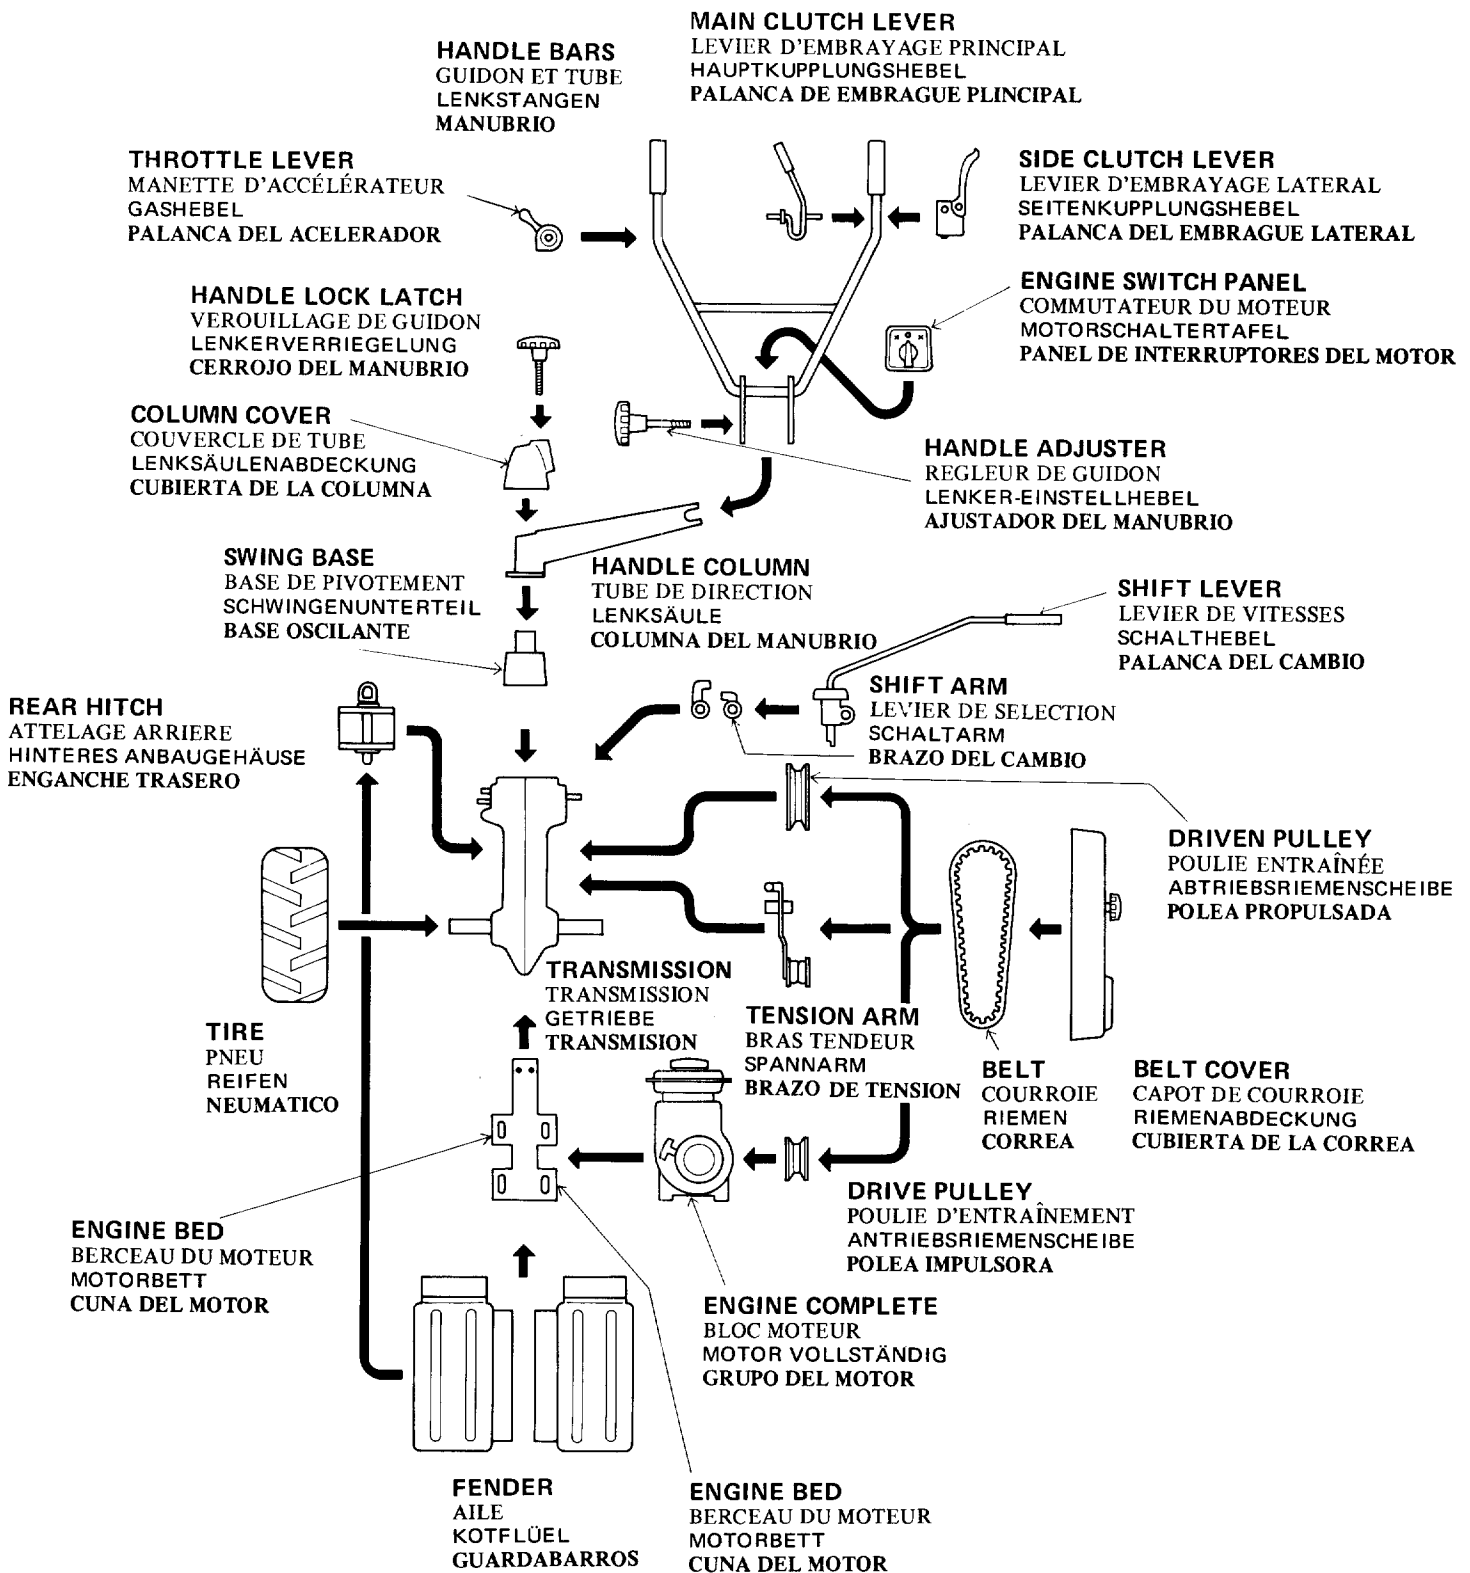 MAIN CLUTCH LEVER
LEVIER D'EMBRAYAGE PRINCIPAL
HAUPTKUPPLUNGSHEBEL
PALANCA DE EMBRAGUE PLINCIPAL
HANDLE BARS
GUIDON ET TUBE
LENKSTANGEN
MANUBRIO
THROTTLE LEVER
MANETTE D'ACCÉLÉRATEUR
GASHEBEL
PALANCA DEL ACELERADOR
SIDE CLUTCH LEVER
LEVIER D'EMBRAYAGE LATERAL
SEITENKUPPLUNGSHEBEL
PALANCA DEL EMBRAGUE LATERAL
HANDLE LOCK LATCH
VEROUILLAGE DE GUIDON
LENKERVERRIEGELUNG
CERROJO DEL MANUBRIO
ENGINE SWITCH PANEL
COMMUTATEUR DU MOTEUR
MOTORSCHALTERTAFEL
PANEL DE INTERRUPTORES DEL MOTOR
COLUMN COVER
COUVERCLE DE TUBE
LENKSÄULENABDECKUNG
CUBIERTA DE LA COLUMNA
HANDLE ADJUSTER
REGLEUR DE GUIDON
LENKER-EINSTELLHEBEL
AJUSTADOR DEL MANUBRIO
SWING BASE
BASE DE PIVOTEMENT
SCHWINGENUNTERTEIL
BASE OSCILANTE
HANDLE COLUMN
TUBE DE DIRECTION
LENKSÄULE
COLUMNA DEL MANUBRIO
SHIFT LEVER
LEVIER DE VITESSES
SCHALTHEBEL
PALANCA DEL CAMBIO
REAR HITCH
ATTELAGE ARRIERE
HINTERES ANBAUGEHÄUSE
ENGANCHE TRASERO
SHIFT ARM
LEVIER DE SELECTION
SCHALTARM
BRAZO DEL CAMBIO
DRIVEN PULLEY
POULIE ENTRAÎNÉE
ABTRIEBSRIEMENSCHEIBE
POLEA PROPULSADA
TRANSMISSION
TRANSMISSION
GETRIEBE
TRANSMISION
TIRE
PNEU
REIFEN
NEUMATICO
TENSION ARM
BRAS TENDEUR
SPANNARM
BRAZO DE TENSION
BELT
COURROIE
RIEMEN
CORREA
BELT COVER
CAPOT DE COURROIE
RIEMENABDECKUNG
CUBIERTA DE LA CORREA
DRIVE PULLEY
POULIE D'ENTRAÎNEMENT
ANTRIEBSRIEMENSCHEIBE
POLEA IMPULSORA
ENGINE BED
BERCEAU DU MOTEUR
MOTORBETT
CUNA DEL MOTOR
ENGINE COMPLETE
BLOC MOTEUR
MOTOR VOLLSTÄNDIG
GRUPO DEL MOTOR
FENDER
AILE
KOTFLÜEL
GUARDABARROS
ENGINE BED
BERCEAU DU MOTEUR
MOTORBETT
CUNA DEL MOTOR